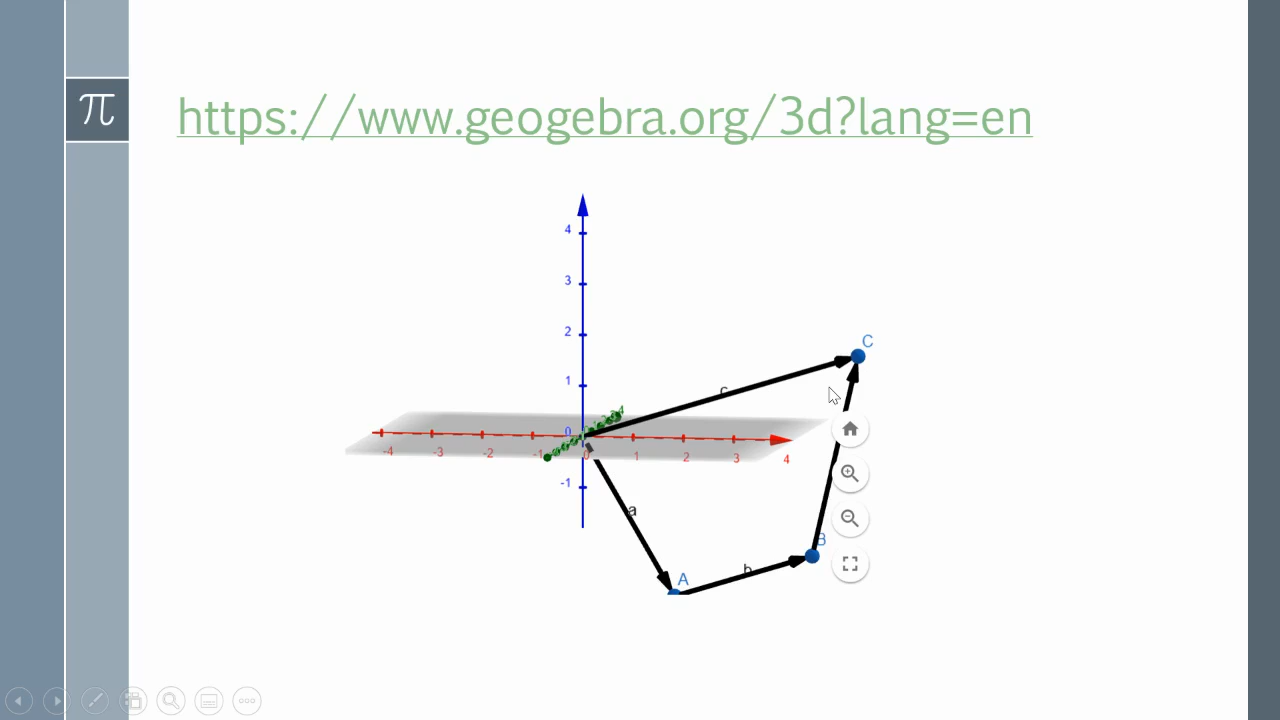 π
https://www.geogebra.org/3d?lang=en
4
3
2
1
0
-1
-4
-3
-2
-1
0
1
2
3
4
C
c
a
A
b
B